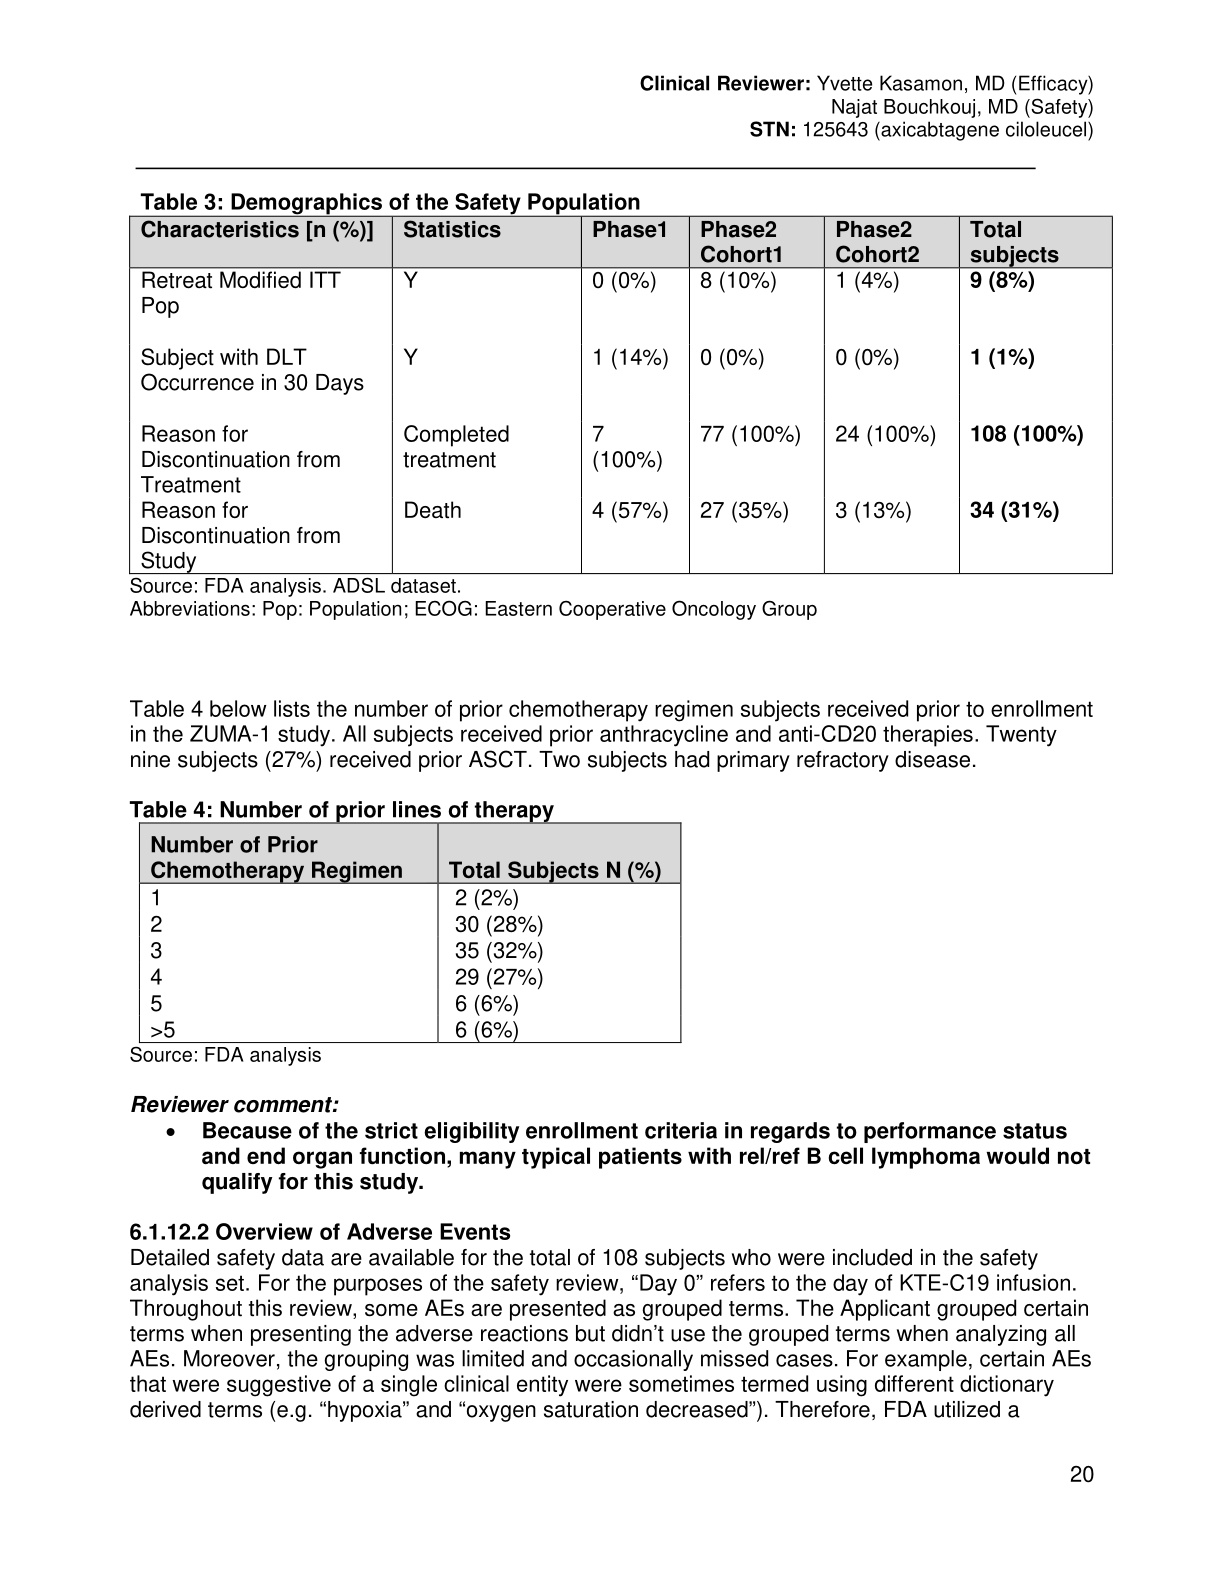 Clinical Reviewer: Yvette Kasamon, MD (Efficacy)
Najat Bouchkouj, MD (Safety)
STN: 125643 (axicabtagene ciloleucel)
Table 3: Demographics of the Safety Population
Characteristics [n (%)] Statistics Phase1 Phase2 Cohort1 Phase2 Cohort2 Total subjects
Retreat Modified ITT Pop Y 0 (0%) 8 (10%) 1 (4%) 9 (8%)
Subject with DLT Occurrence in 30 Days Y 1 (14%) 0 (0%) 0 (0%) 1 (1%)
Reason for Discontinuation from Treatment Completed treatment 7 (100%) 77 (100%) 24 (100%) 108 (100%)
Reason for Discontinuation from Study Death 4 (57%) 27 (35%) 3 (13%) 34 (31%)
Source: FDA analysis. ADSL dataset.
Abbreviations: Pop: Population; ECOG: Eastern Cooperative Oncology Group
Table 4 below lists the number of prior chemotherapy regimen subjects received prior to enrollment
in the ZUMA-1 study. All subjects received prior anthracycline and anti-CD20 therapies. Twenty
nine subjects (27%) received prior ASCT. Two subjects had primary refractory disease.
Table 4: Number of prior lines of therapy
Number of Prior Chemotherapy Regimen Total Subjects N (%)
1 2 (2%)
2 30 (28%)
3 35 (32%)
4 29 (27%)
5 6 (6%)
>5 6 (6%)
Source: FDA analysis
Reviewer comment:
• Because of the strict eligibility enrollment criteria in regards to performance status
and end organ function, many typical patients with rel/ref B cell lymphoma would not
qualify for this study.
6.1.12.2 Overview of Adverse Events
Detailed safety data are available for the total of 108 subjects who were included in the safety
analysis set. For the purposes of the safety review, “Day 0” refers to the day of KTE-C19 infusion.
Throughout this review, some AEs are presented as grouped terms. The Applicant grouped certain
terms when presenting the adverse reactions but didn’t use the grouped terms when analyzing all
AEs. Moreover, the grouping was limited and occasionally missed cases. For example, certain AEs
that were suggestive of a single clinical entity were sometimes termed using different dictionary
derived terms (e.g. “hypoxia” and “oxygen saturation decreased”). Therefore, FDA utilized a
20